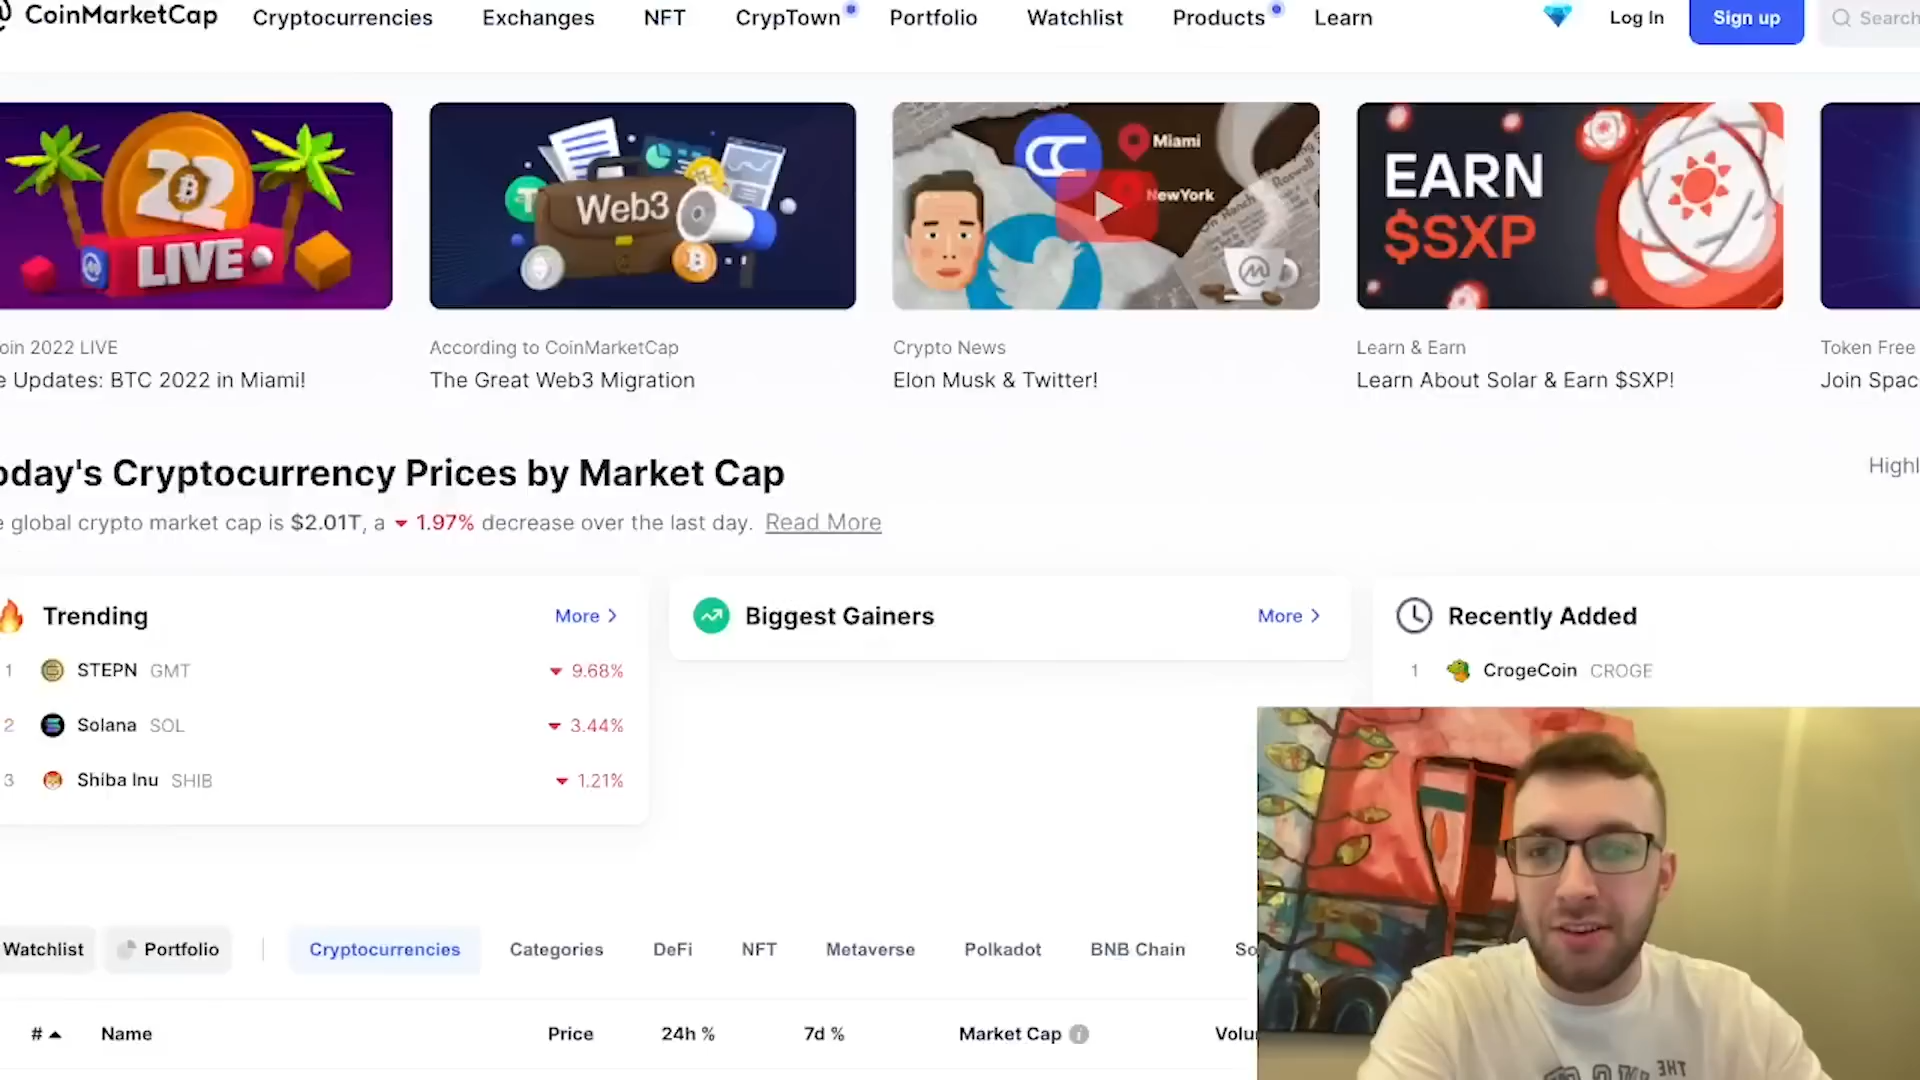 CoinMarketCap
Cryptocurrencies
Exchanges
NFT
CrypTown
Portfolio
Watchlist
Products
Learn
Log In
Sign up
Search
22
LIVE
Web3
Miami
NewYork
EARN
$SXP
oin 2022 LIVE
e Updates: BTC 2022 in Miami!
According to CoinMarketCap
The Great Web3 Migration
Crypto News
Elon Musk & Twitter!
Learn & Earn
Learn About Solar & Earn $SXP!
Token Free
Join Spac
oday's Cryptocurrency Prices by Market Cap
Highl
e global crypto market cap is $2.01T, a 1.97% decrease over the last day. Read More
Trending
More
1 STEPN GMT 9.68%
2 Solana SOL 3.44%
3 Shiba Inu SHIB 1.21%
Biggest Gainers
More
Recently Added
1 CrogeCoin CROGE
Watchlist
Portfolio
Cryptocurrencies
Categories
DeFi
NFT
Metaverse
Polkadot
BNB Chain
So
# Name Price 24h % 7d % Market Cap Volu
THE